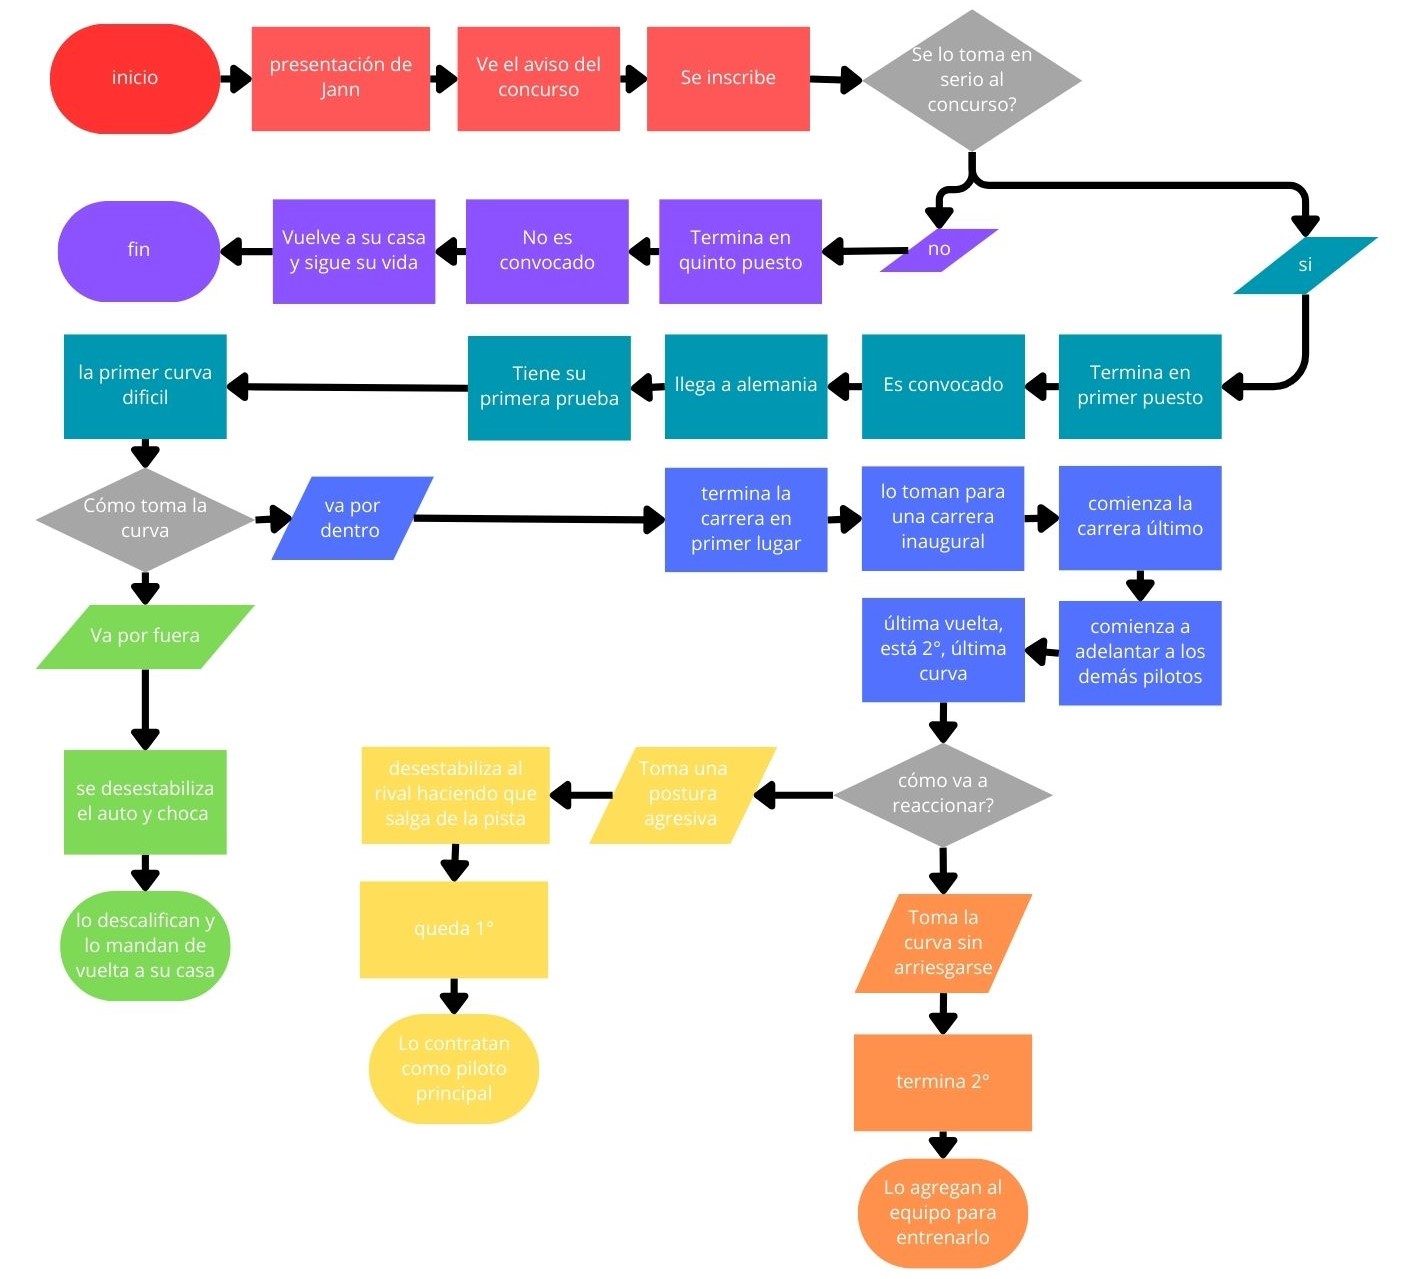 inicio
presentación de
Jann
Ve el aviso del
concurso
Se inscribe
Se lo toma en
serio al
concurso?
no
si
Termina en
quinto puesto
No es
convocado
Vuelve a su casa
y sigue su vida
fin
Termina en
primer puesto
Es convocado
llega a alemania
Tiene su
primera prueba
la primer curva
dificil
Cómo toma la
curva
va por
dentro
termina la
carrera en
primer lugar
lo toman para
una carrera
inaugural
comienza la
carrera último
comienza a
adelantar a los
demás pilotos
última vuelta,
está 2°, última
curva
Va por fuera
se desestabiliza
el auto y choca
lo descalifican y
lo mandan de
vuelta a su casa
cómo va a
reaccionar?
Toma una
postura
agresiva
desestabiliza al
rival haciendo que
salga de la pista
queda 1°
Lo contratan
como piloto
principal
Toma la
curva sin
arriesgarse
termina 2°
Lo agregan al
equipo para
entrenarlo